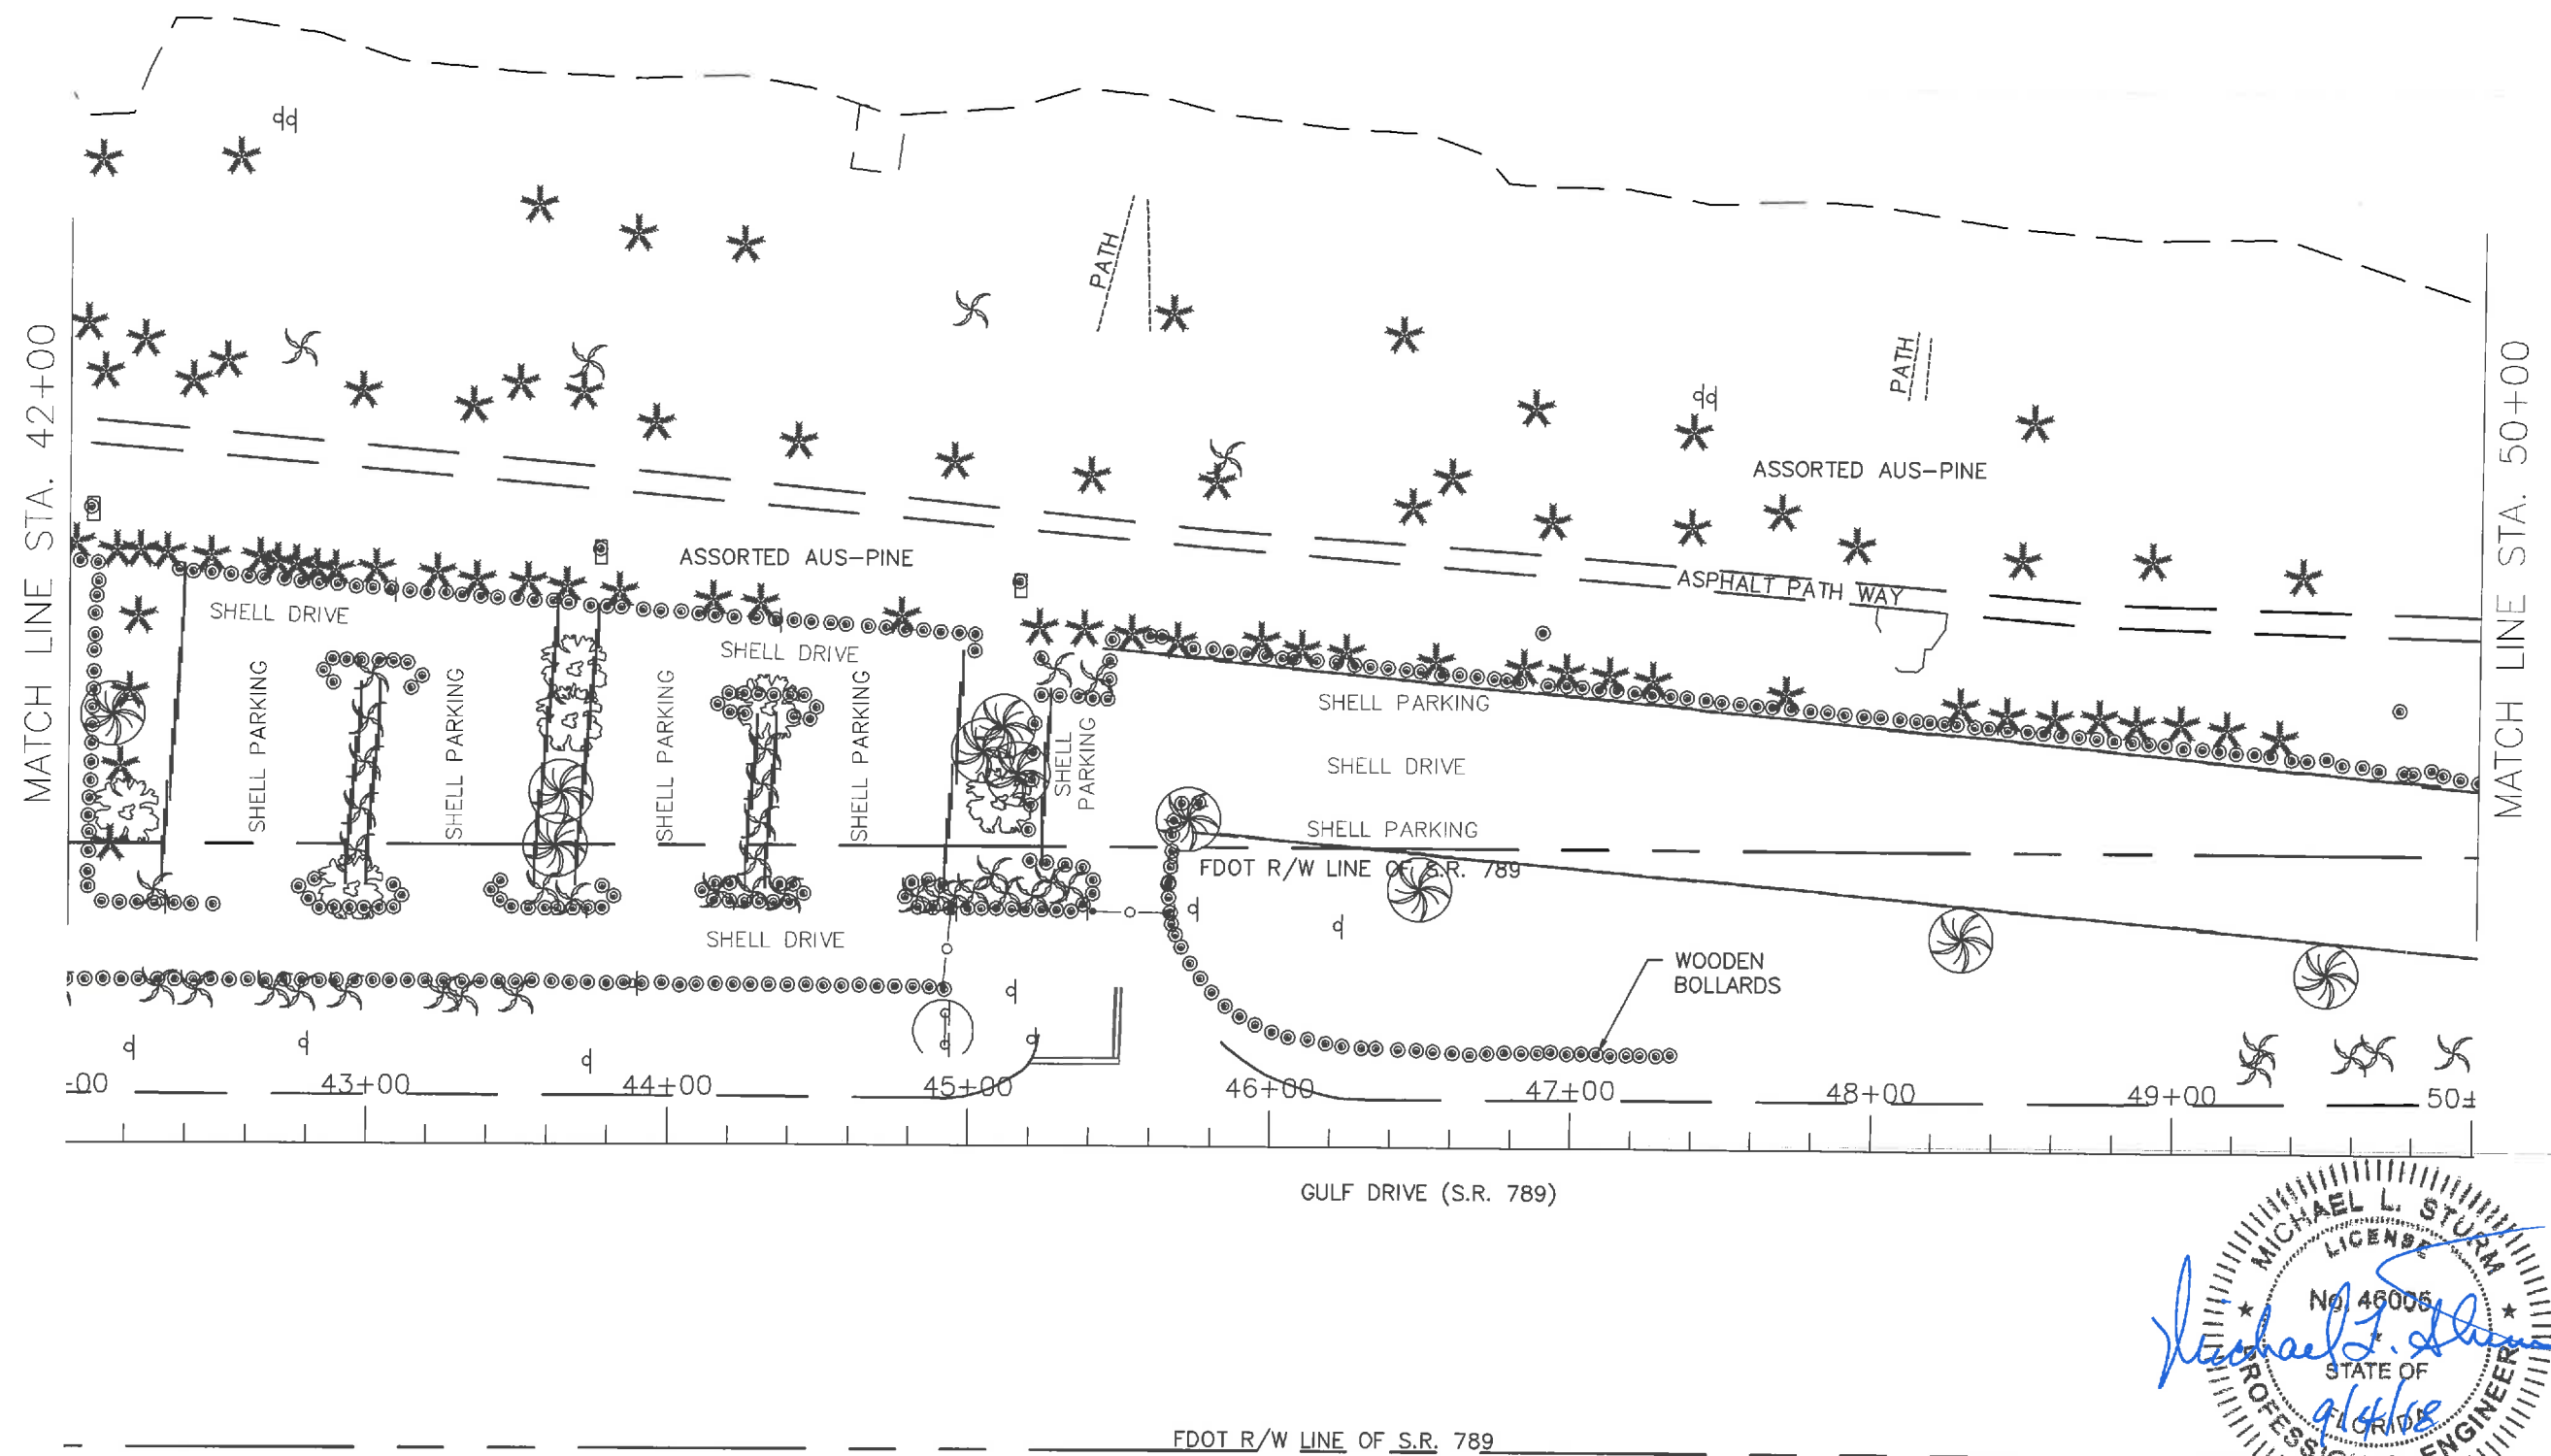 MATCH LINE STA. 42+00
MATCH LINE STA. 50+00
PATH
PATH
ASSORTED AUS-PINE
ASSORTED AUS-PINE
ASPHALT PATH WAY
SHELL DRIVE
SHELL DRIVE
SHELL PARKING
SHELL PARKING
SHELL PARKING
SHELL PARKING
SHELL
PARKING
SHELL PARKING
SHELL DRIVE
SHELL PARKING
FDOT R/W LINE OF S.R. 789
SHELL DRIVE
WOODEN
BOLLARDS
-00 43+00 44+00 45+00 46+00 47+00 48+00 49+00 50+
GULF DRIVE (S.R. 789)
MICHAEL L. STURM
LICENSE
No. 46006
STATE OF
FLORIDA
PROFESSIONAL ENGINEER
9/4/18
FDOT R/W LINE OF S.R. 789